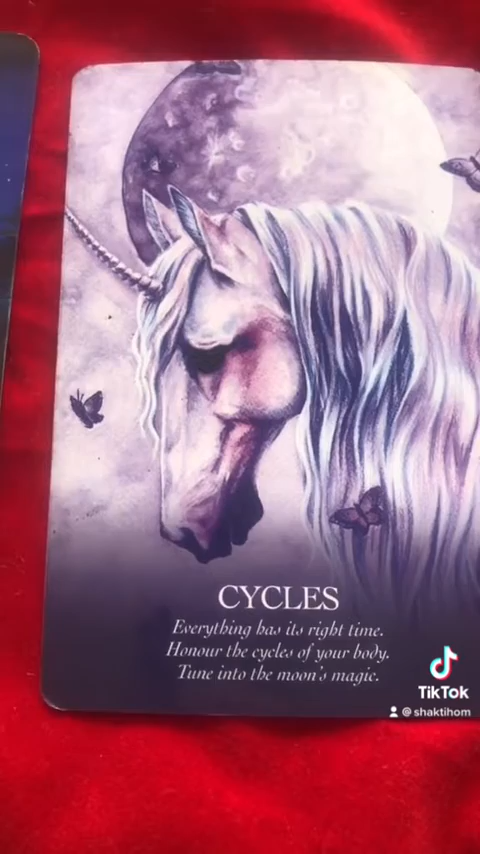 CYCLES
Everything has its right time.
Honour the cycles of your body.
Tune into the moon's magic.
TikTok
@shaktihom